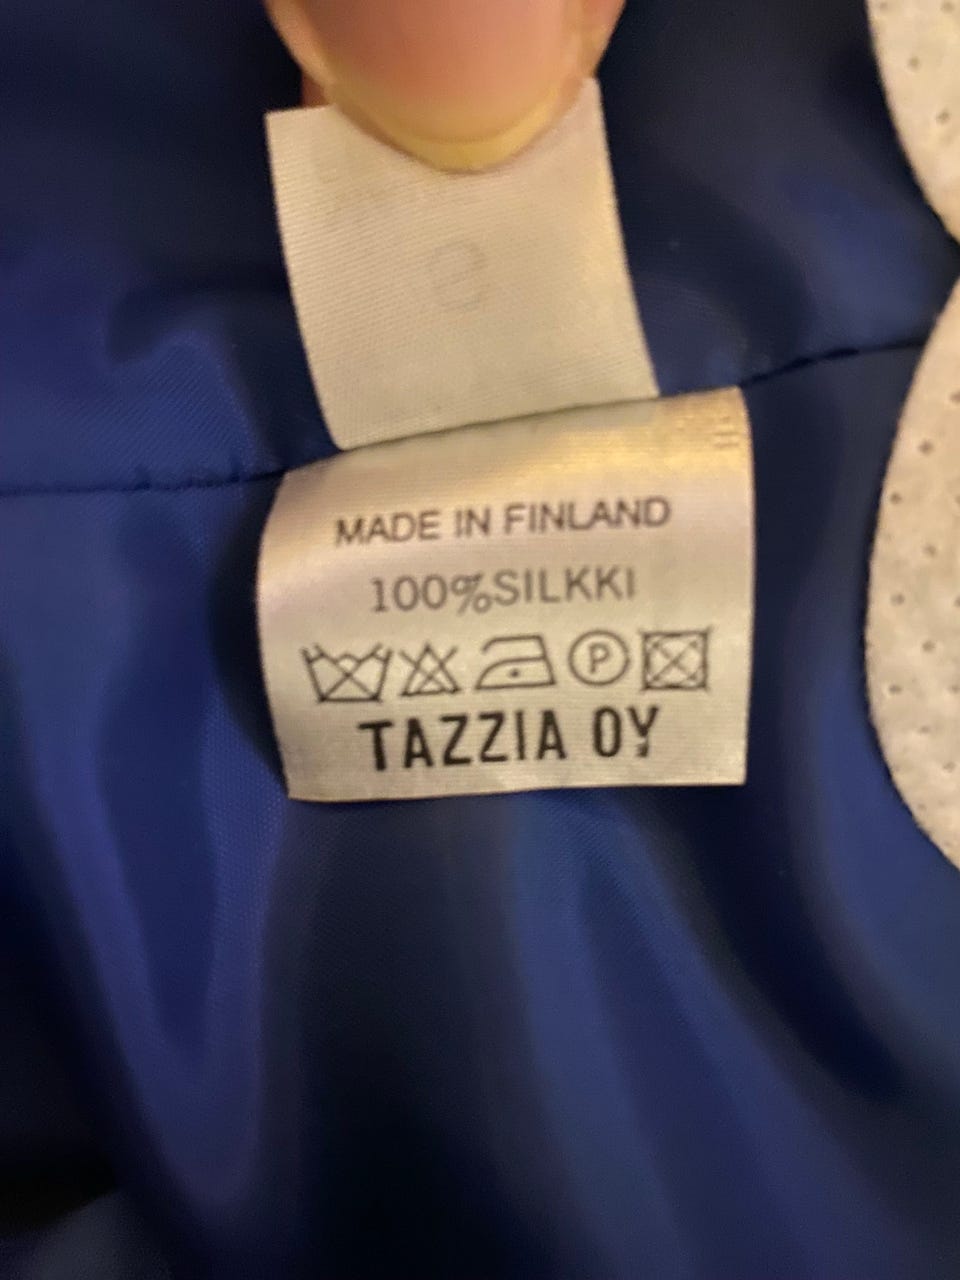 MADE IN FINLAND
100%SILKKI
P
TAZZIA OY